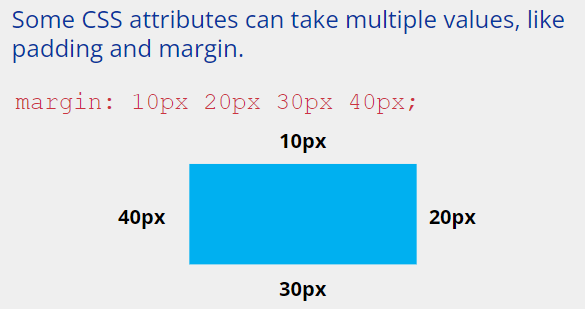 Some CSS attributes can take multiple values, like
padding and margin.
margin: 10px 20px 30px 40px;
10px
40px
20px
30px